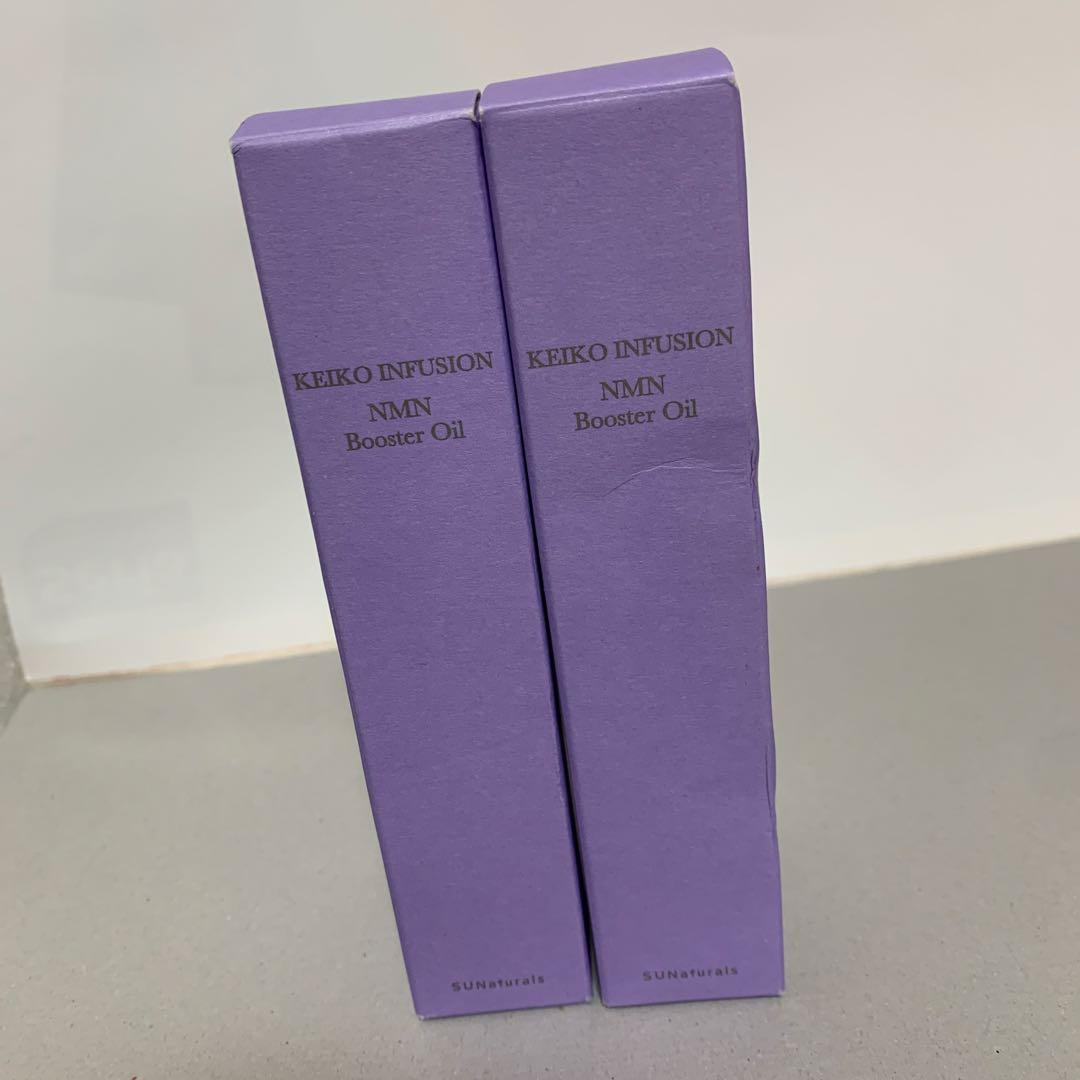 KEIKO INFUSION
NMN
Booster Oil
SUNaturals
KEIKO INFUSION
NMN
Booster Oil
SUNaturals